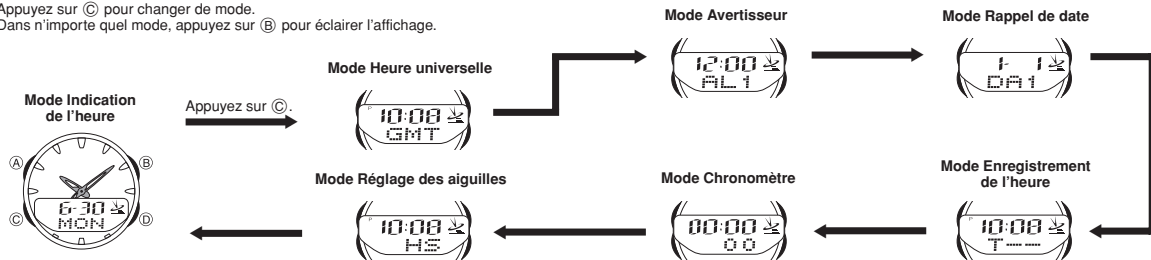 Appuyez sur Ⓒ pour changer de mode.
Dans n’importe quel mode, appuyez sur Ⓑ pour éclairer l’affichage.
Mode Indication
de l’heure
Ⓐ
Ⓑ
6-30
MON
Ⓒ
Ⓓ
Appuyez sur Ⓒ.
Mode Heure universelle
P
10:08
GMT
Mode Avertisseur
12:00
AL1
Mode Rappel de date
1- 1
DA1
Mode Enregistrement
de l’heure
P
10:08
T----
Mode Chronomètre
00:00
00
Mode Réglage des aiguilles
P
10:08
HS